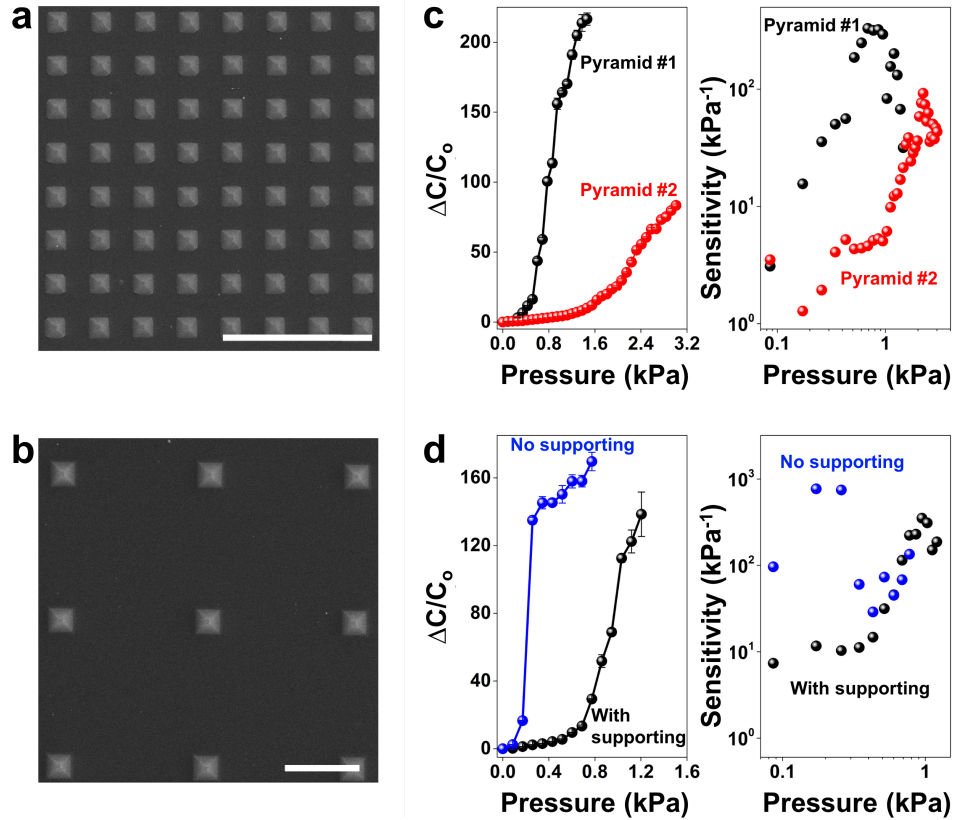 a
b
c
200
150
100
50
0
ΔC/Co
Pyramid #1
Pyramid #2
0.0 0.8 1.6 2.4 3.2
Pressure (kPa)
Pyramid #1
Pyramid #2
10²
10¹
10⁰
Sensitivity (kPa⁻¹)
0.1 1
Pressure (kPa)
d
No supporting
160
120
80
40
0
ΔC/Co
With
supporting
0.0 0.4 0.8 1.2 1.6
Pressure (kPa)
No supporting
With supporting
10³
10²
10¹
10⁰
Sensitivity (kPa⁻¹)
0.1 1
Pressure (kPa)